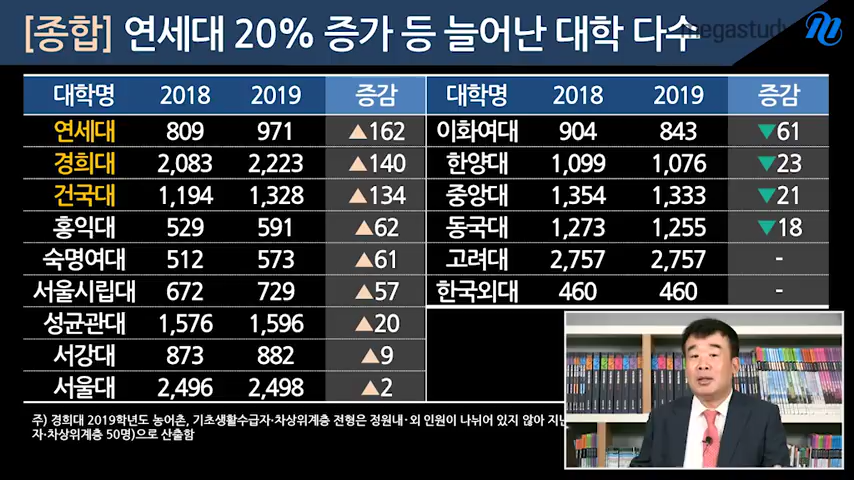 [종합] 연세대 20% 증가 등 늘어난 대학 다수
megastudy
대학명 2018 2019 증감
연세대 809 971 ▲162
경희대 2,083 2,223 ▲140
건국대 1,194 1,328 ▲134
홍익대 529 591 ▲62
숙명여대 512 573 ▲61
서울시립대 672 729 ▲57
성균관대 1,576 1,596 ▲20
서강대 873 882 ▲9
서울대 2,496 2,498 ▲2
대학명 2018 2019 증감
이화여대 904 843 ▼61
한양대 1,099 1,076 ▼23
중앙대 1,354 1,333 ▼21
동국대 1,273 1,255 ▼18
고려대 2,757 2,757 -
한국외대 460 460 -
주) 경희대 2019학년도 농어촌, 기초생활수급자·차상위계층 전형은 정원내·외 인원이 나뉘어 있지 않아
자·차상위계층 50명)으로 산출함